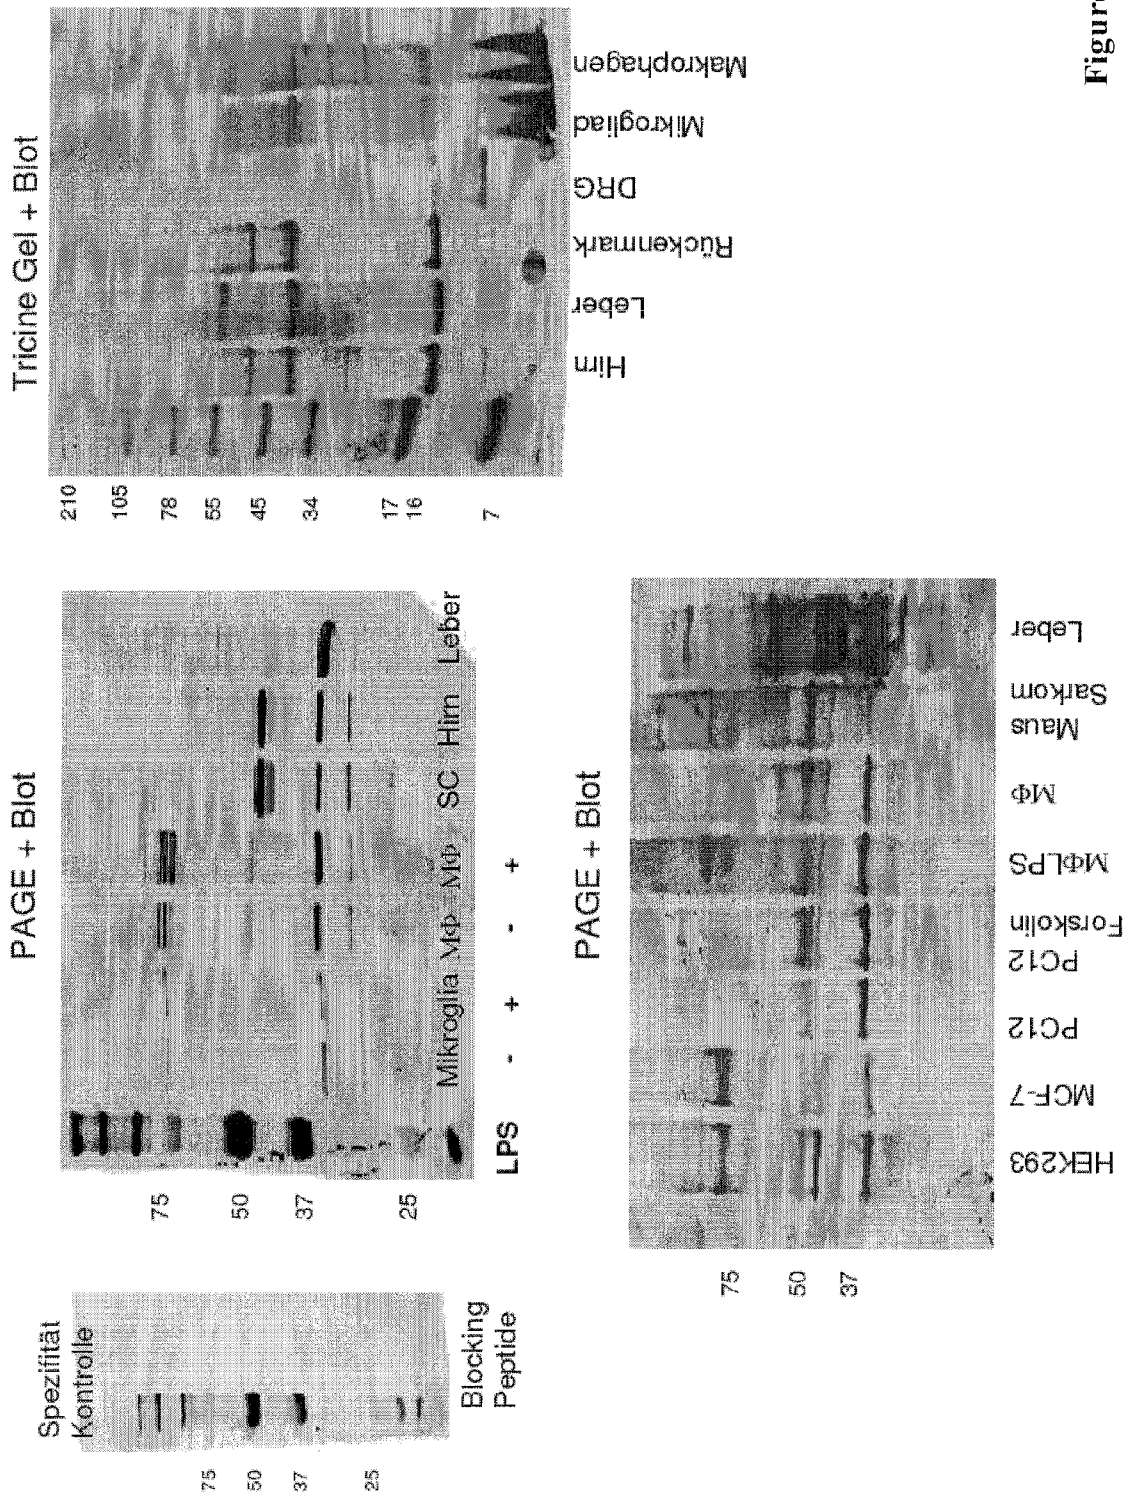 Spezifität
Kontrolle
75
50
37
25
Blocking
Peptide
PAGE + Blot
75
50
37
25
Mikroglia MΦ MΦ SC Hirn Leber
LPS - + - +
Tricine Gel + Blot
210
105
78
55
45
34
17
16
7
Hirn
Leber
Rückenmark
DRG
Mikrogliad
Makrophagen
PAGE + Blot
75
50
37
HEK293
MCF-7
PC12
PC12
Forskolin
MΦLPS
MΦ
Maus
Sarkom
Leber